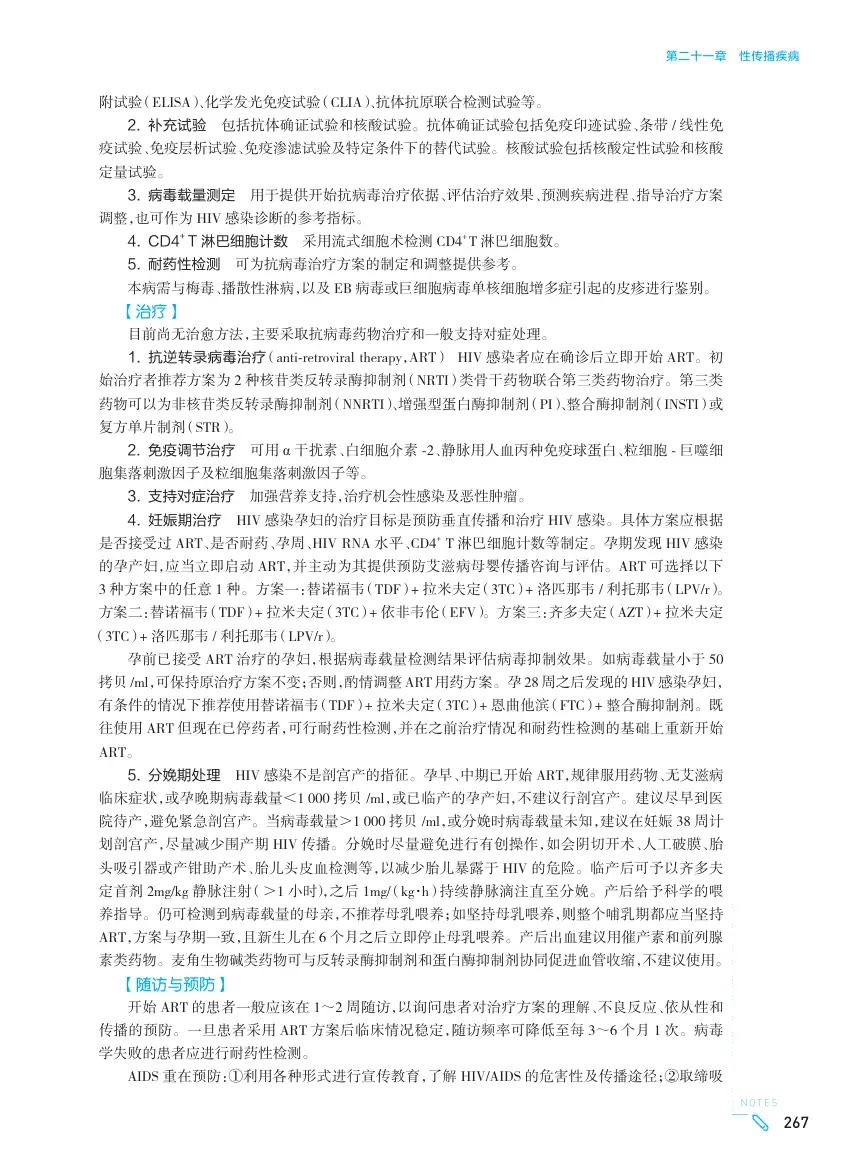 第二十一章　性传播疾病
附试验（ELISA）、化学发光免疫试验（CLIA）、抗体抗原联合检测试验等。
2. 补充试验　包括抗体确证试验和核酸试验。抗体确证试验包括免疫印迹试验、条带 / 线性免
疫试验、免疫层析试验、免疫渗滤试验及特定条件下的替代试验。核酸试验包括核酸定性试验和核酸
定量试验。
3. 病毒载量测定　用于提供开始抗病毒治疗依据、评估治疗效果、预测疾病进程、指导治疗方案
调整，也可作为 HIV 感染诊断的参考指标。
4. CD4⁺ T 淋巴细胞计数　采用流式细胞术检测 CD4⁺ T 淋巴细胞数。
5. 耐药性检测　可为抗病毒治疗方案的制定和调整提供参考。
本病需与梅毒、播散性淋病，以及 EB 病毒或巨细胞病毒单核细胞增多症引起的皮疹进行鉴别。
【治疗】
目前尚无治愈方法，主要采取抗病毒药物治疗和一般支持对症处理。
1. 抗逆转录病毒治疗（anti-retroviral therapy，ART）　HIV 感染者应在确诊后立即开始 ART。初
始治疗者推荐方案为 2 种核苷类反转录酶抑制剂（NRTI）类骨干药物联合第三类药物治疗。第三类
药物可以为非核苷类反转录酶抑制剂（NNRTI）、增强型蛋白酶抑制剂（PI）、整合酶抑制剂（INSTI）或
复方单片制剂（STR）。
2. 免疫调节治疗　可用 α 干扰素、白细胞介素 -2、静脉用人血丙种免疫球蛋白、粒细胞 - 巨噬细
胞集落刺激因子及粒细胞集落刺激因子等。
3. 支持对症治疗　加强营养支持，治疗机会性感染及恶性肿瘤。
4. 妊娠期治疗　HIV 感染孕妇的治疗目标是预防垂直传播和治疗 HIV 感染。具体方案应根据
是否接受过 ART、是否耐药、孕周、HIV RNA 水平、CD4⁺ T 淋巴细胞计数等制定。孕期发现 HIV 感染
的孕产妇，应当立即启动 ART，并主动为其提供预防艾滋病母婴传播咨询与评估。ART 可选择以下
3 种方案中的任意 1 种。方案一：替诺福韦（TDF）+ 拉米夫定（3TC）+ 洛匹那韦 / 利托那韦（LPV/r）。
方案二：替诺福韦（TDF）+ 拉米夫定（3TC）+ 依非韦伦（EFV）。方案三：齐多夫定（AZT）+ 拉米夫定
（3TC）+ 洛匹那韦 / 利托那韦（LPV/r）。
孕前已接受 ART 治疗的孕妇，根据病毒载量检测结果评估病毒抑制效果。如病毒载量小于 50
拷贝 /ml，可保持原治疗方案不变；否则，酌情调整 ART 用药方案。孕 28 周之后发现的 HIV 感染孕妇，
有条件的情况下推荐使用替诺福韦（TDF）+ 拉米夫定（3TC）+ 恩曲他滨（FTC）+ 整合酶抑制剂。既
往使用 ART 但现在已停药者，可行耐药性检测，并在之前治疗情况和耐药性检测的基础上重新开始
ART。
5. 分娩期处理　HIV 感染不是剖宫产的指征。孕早、中期已开始 ART，规律服用药物、无艾滋病
临床症状，或孕晚期病毒载量＜1 000 拷贝 /ml，或已临产的孕产妇，不建议行剖宫产。建议尽早到医
院待产，避免紧急剖宫产。当病毒载量＞1 000 拷贝 /ml，或分娩时病毒载量未知，建议在妊娠 38 周计
划剖宫产，尽量减少围产期 HIV 传播。分娩时尽量避免进行有创操作，如会阴切开术、人工破膜、胎
头吸引器或产钳助产术、胎儿头皮血检测等，以减少胎儿暴露于 HIV 的危险。临产后可予以齐多夫
定首剂 2mg/kg 静脉注射（＞1 小时），之后 1mg/（kg·h）持续静脉滴注直至分娩。产后给予科学的喂
养指导。仍可检测到病毒载量的母亲，不推荐母乳喂养；如坚持母乳喂养，则整个哺乳期都应当坚持
ART，方案与孕期一致，且新生儿在 6 个月之后立即停止母乳喂养。产后出血建议用催产素和前列腺
素类药物。麦角生物碱类药物可与反转录酶抑制剂和蛋白酶抑制剂协同促进血管收缩，不建议使用。
【随访与预防】
开始 ART 的患者一般应该在 1～2 周随访，以询问患者对治疗方案的理解、不良反应、依从性和
传播的预防。一旦患者采用 ART 方案后临床情况稳定，随访频率可降低至每 3～6 个月 1 次。病毒
学失败的患者应进行耐药性检测。
AIDS 重在预防：①利用各种形式进行宣传教育，了解 HIV/AIDS 的危害性及传播途径；②取缔吸
NOTES
267